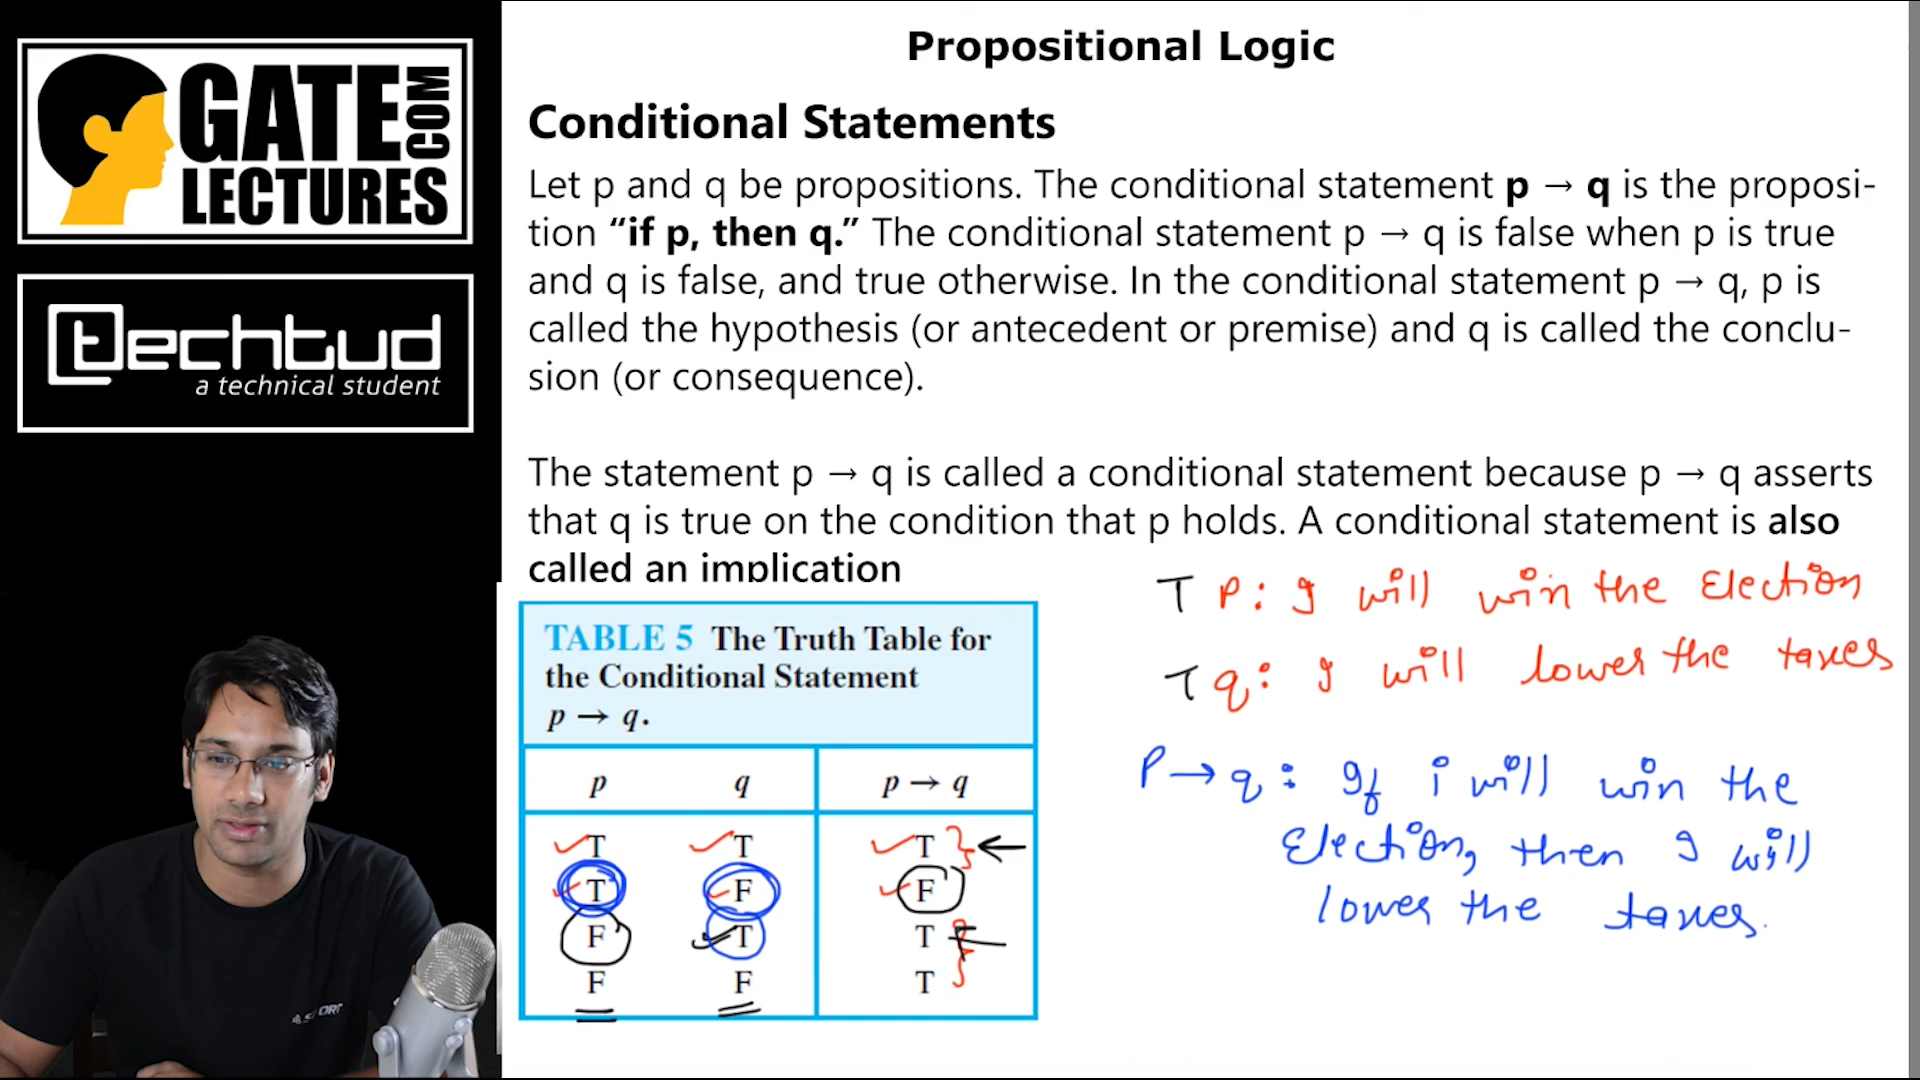 GATE
COM
LECTURES
techtud
a technical student
Propositional Logic
Conditional Statements
Let p and q be propositions. The conditional statement p → q is the proposi-
tion “if p, then q.” The conditional statement p → q is false when p is true
and q is false, and true otherwise. In the conditional statement p → q, p is
called the hypothesis (or antecedent or premise) and q is called the conclu-
sion (or consequence).
The statement p → q is called a conditional statement because p → q asserts
that q is true on the condition that p holds. A conditional statement is also
called an implication
TABLE 5 The Truth Table for
the Conditional Statement
p → q.
p q p → q
T T T
T F F
F T T
F F T
T P: I will win the Election
T q: I will lower the taxes
P → q: If i will win the
Election, then I will
lower the taxes.